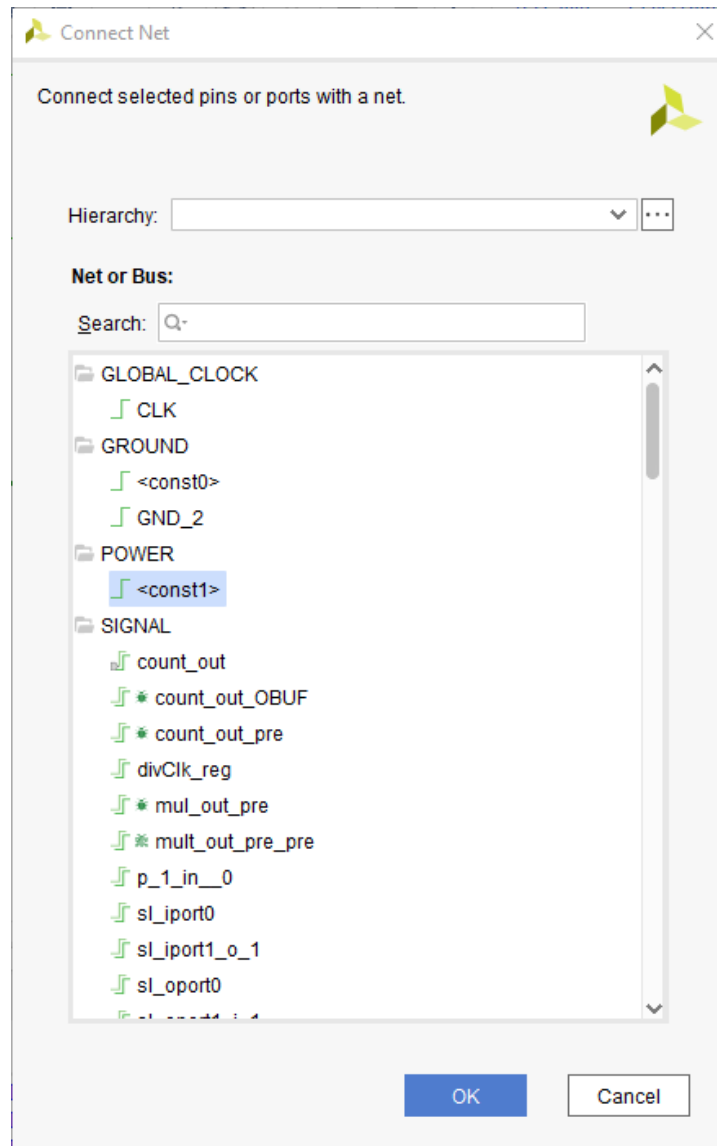 Connect Net
Connect selected pins or ports with a net.
Hierarchy:
Net or Bus:
Search:
GLOBAL_CLOCK
CLK
GROUND
<const0>
GND_2
POWER
<const1>
SIGNAL
count_out
count_out_OBUF
count_out_pre
divClk_reg
mul_out_pre
mult_out_pre_pre
p_1_in__0
sl_iport0
sl_iport1_o_1
sl_oport0
OK Cancel